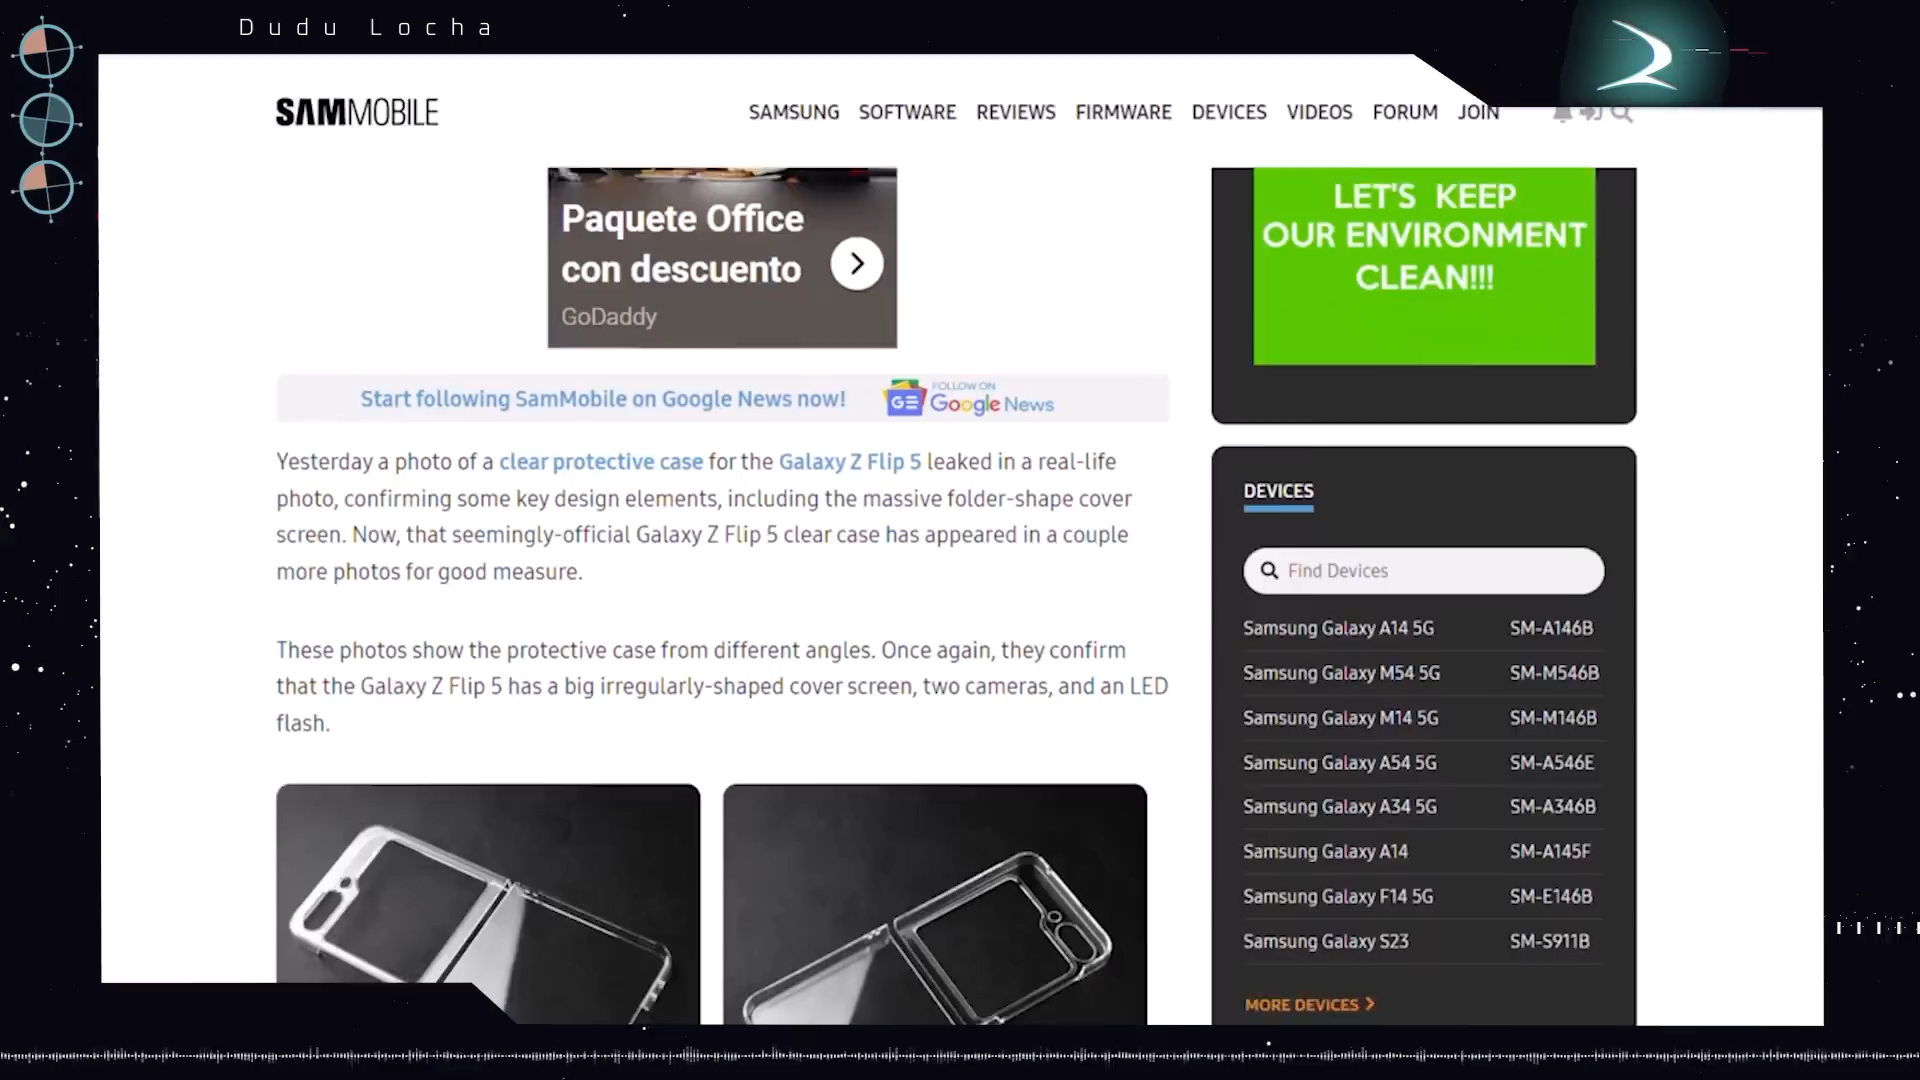 Dudu Locha
SAMMOBILE
SAMSUNG SOFTWARE REVIEWS FIRMWARE DEVICES VIDEOS FORUM JOIN
Paquete Office
con descuento
GoDaddy
LET'S KEEP
OUR ENVIRONMENT
CLEAN!!!
Start following SamMobile on Google News now!
FOLLOW ON
Google News
Yesterday a photo of a clear protective case for the Galaxy Z Flip 5 leaked in a real-life
photo, confirming some key design elements, including the massive folder-shape cover
screen. Now, that seemingly-official Galaxy Z Flip 5 clear case has appeared in a couple
more photos for good measure.
These photos show the protective case from different angles. Once again, they confirm
that the Galaxy Z Flip 5 has a big irregularly-shaped cover screen, two cameras, and an LED
flash.
DEVICES
Find Devices
Samsung Galaxy A14 5G SM-A146B
Samsung Galaxy M54 5G SM-M546B
Samsung Galaxy M14 5G SM-M146B
Samsung Galaxy A54 5G SM-A546E
Samsung Galaxy A34 5G SM-A346B
Samsung Galaxy A14 SM-A145F
Samsung Galaxy F14 5G SM-E146B
Samsung Galaxy S23 SM-S911B
MORE DEVICES